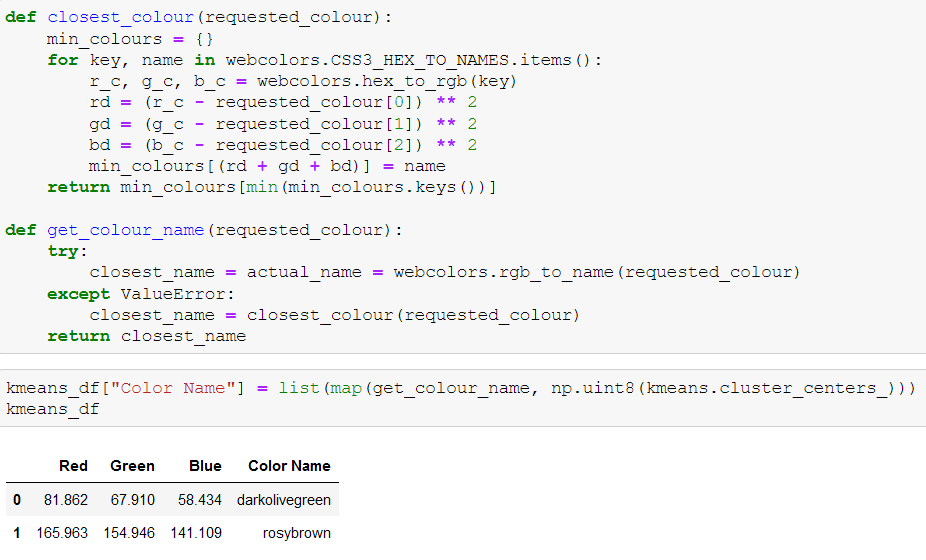 def closest_colour(requested_colour):
    min_colours = {}
    for key, name in webcolors.CSS3_HEX_TO_NAMES.items():
        r_c, g_c, b_c = webcolors.hex_to_rgb(key)
        rd = (r_c - requested_colour[0]) ** 2
        gd = (g_c - requested_colour[1]) ** 2
        bd = (b_c - requested_colour[2]) ** 2
        min_colours[(rd + gd + bd)] = name
    return min_colours[min(min_colours.keys())]
def get_colour_name(requested_colour):
    try:
        closest_name = actual_name = webcolors.rgb_to_name(requested_colour)
    except ValueError:
        closest_name = closest_colour(requested_colour)
    return closest_name
kmeans_df["Color Name"] = list(map(get_colour_name, np.uint8(kmeans.cluster_centers_)))
kmeans_df
Red Green Blue Color Name
0 81.862 67.910 58.434 darkolivegreen
1 165.963 154.946 141.109 rosybrown